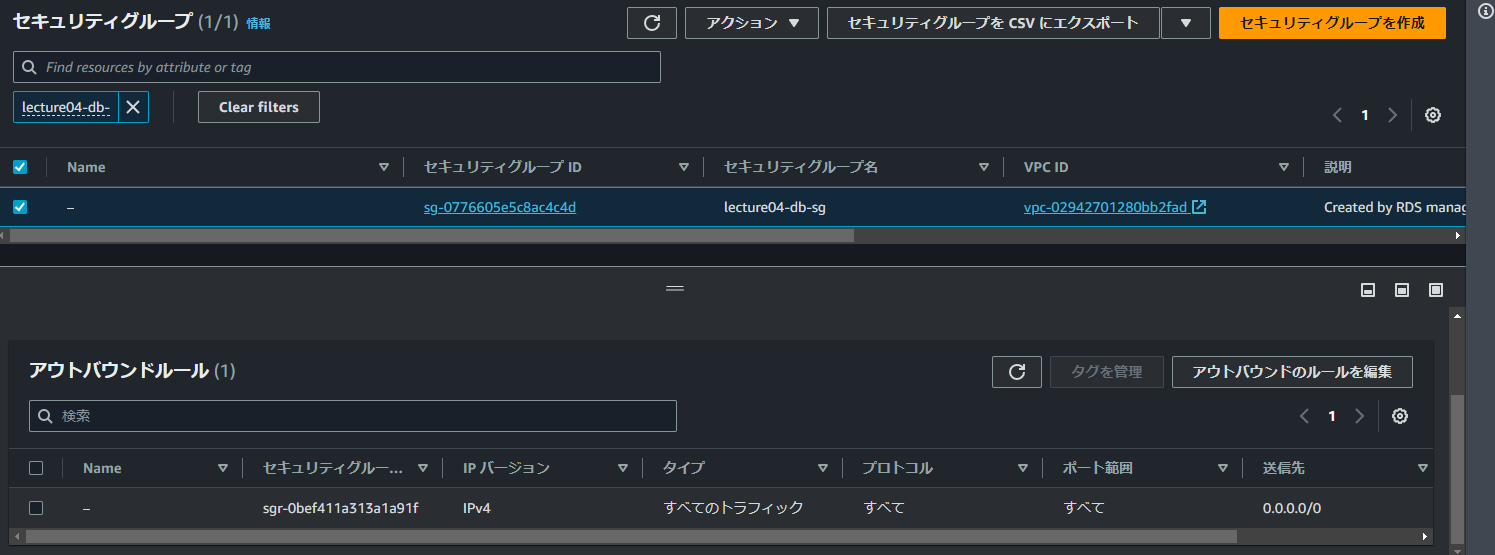 セキュリティグループ (1/1) 情報 アクション セキュリティグループを CSV にエクスポート セキュリティグループを作成
Find resources by attribute or tag
lecture04-db- Clear filters 1
Name セキュリティグループ ID セキュリティグループ名 VPC ID 説明
– sg-0776605e5c8ac4c4d lecture04-db-sg vpc-02942701280bb2fad Created by RDS manag
アウトバウンドルール (1) タグを管理 アウトバウンドのルールを編集
検索 1
Name セキュリティグルー... IP バージョン タイプ プロトコル ポート範囲 送信先
– sgr-0bef411a313a1a91f IPv4 すべてのトラフィック すべて すべて 0.0.0.0/0